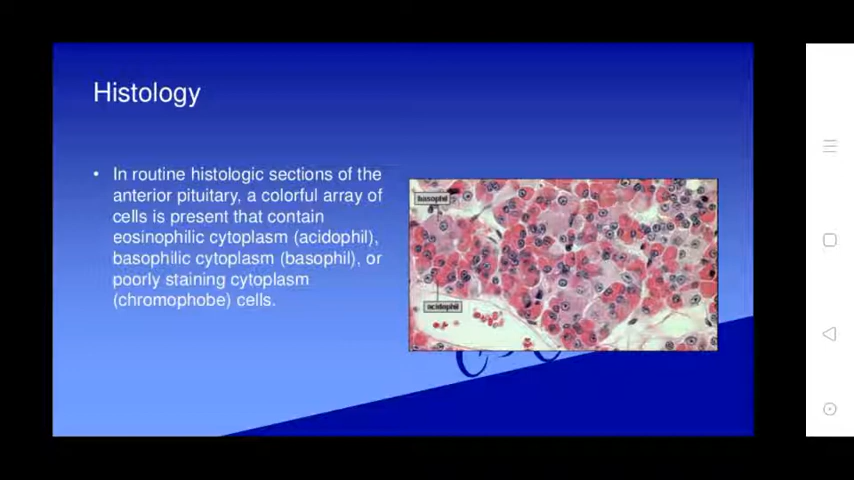 Histology
• In routine histologic sections of the
anterior pituitary, a colorful array of
cells is present that contain
eosinophilic cytoplasm (acidophil),
basophilic cytoplasm (basophil), or
poorly staining cytoplasm
(chromophobe) cells.
basophil
acidophil